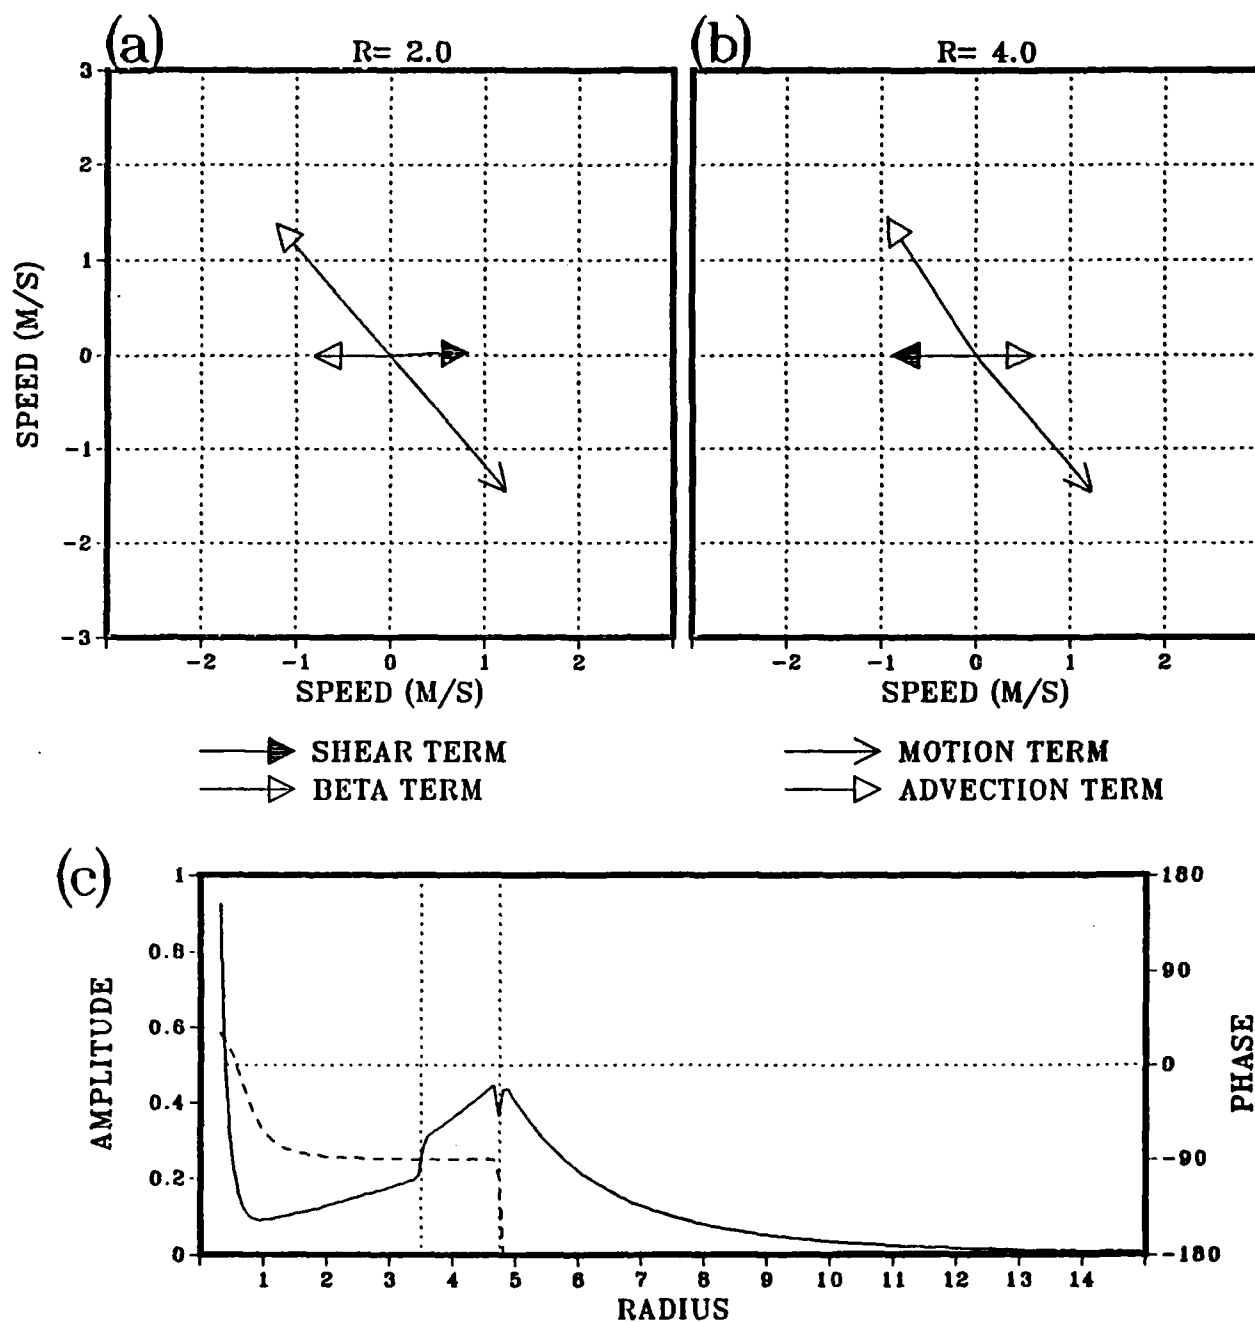 (a)
R= 2.0
(b)
R= 4.0
3
2
1
0
-1
-2
-3
SPEED (M/S)
-2 -1 0 1 2
SPEED (M/S)
-2 -1 0 1 2
SPEED (M/S)
SHEAR TERM
BETA TERM
MOTION TERM
ADVECTION TERM
(c)
1
0.8
0.6
0.4
0.2
0
AMPLITUDE
180
90
0
-90
-180
PHASE
1 2 3 4 5 6 7 8 9 10 11 12 13 14
RADIUS